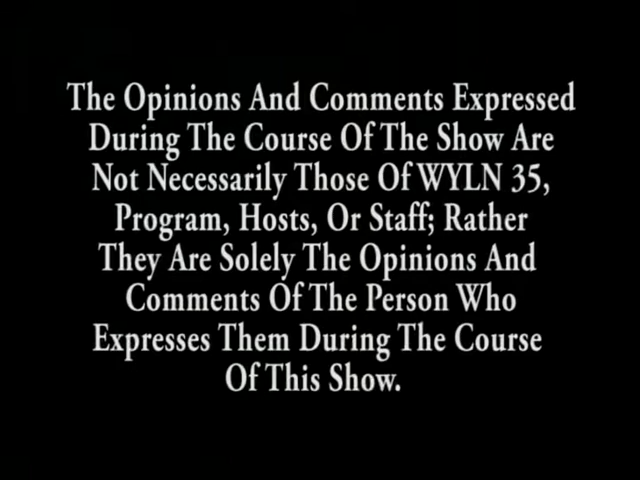 The Opinions And Comments Expressed
During The Course Of The Show Are
Not Necessarily Those Of WYLN 35,
Program, Hosts, Or Staff; Rather
They Are Solely The Opinions And
Comments Of The Person Who
Expresses Them During The Course
Of This Show.